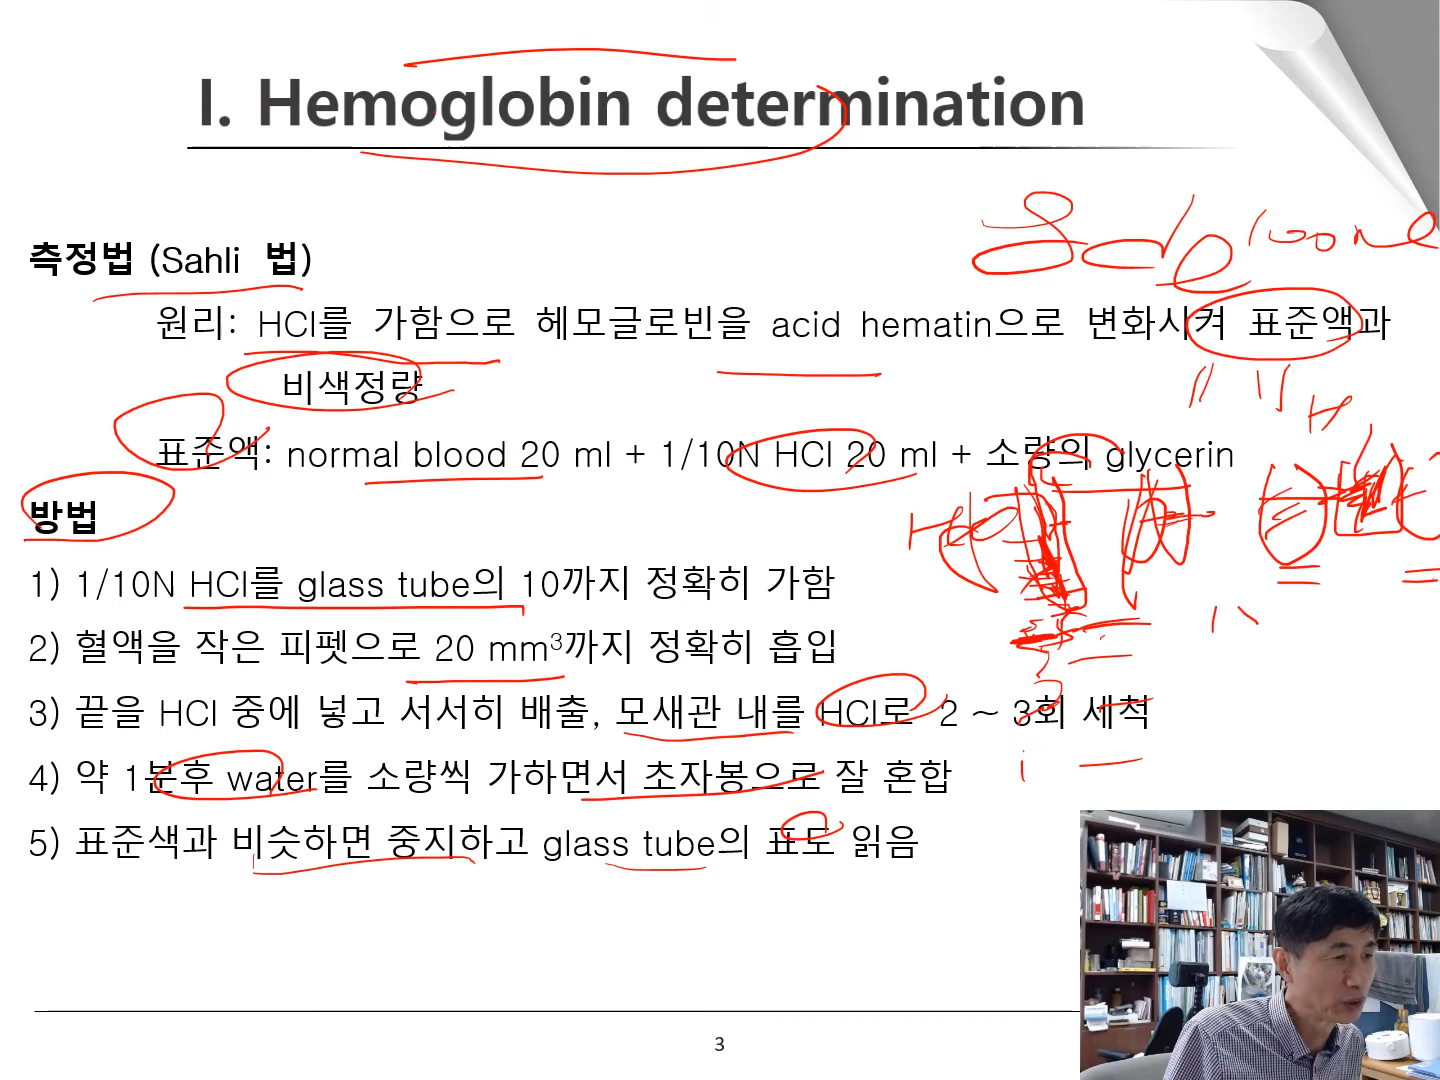 I. Hemoglobin determination
측정법 (Sahli 법)
원리: HCl를 가함으로 헤모글로빈을 acid hematin으로 변화시켜 표준액과
비색정량
표준액: normal blood 20 ml + 1/10N HCl 20 ml + 소량의 glycerin
방법
1) 1/10N HCl를 glass tube의 10까지 정확히 가함
2) 혈액을 작은 피펫으로 20 mm³까지 정확히 흡입
3) 끝을 HCl 중에 넣고 서서히 배출, 모새관 내를 HCl로 2 ~ 3회 세척
4) 약 1분후 water를 소량씩 가하면서 초자봉으로 잘 혼합
5) 표준색과 비슷하면 중지하고 glass tube의 표도 읽음
3